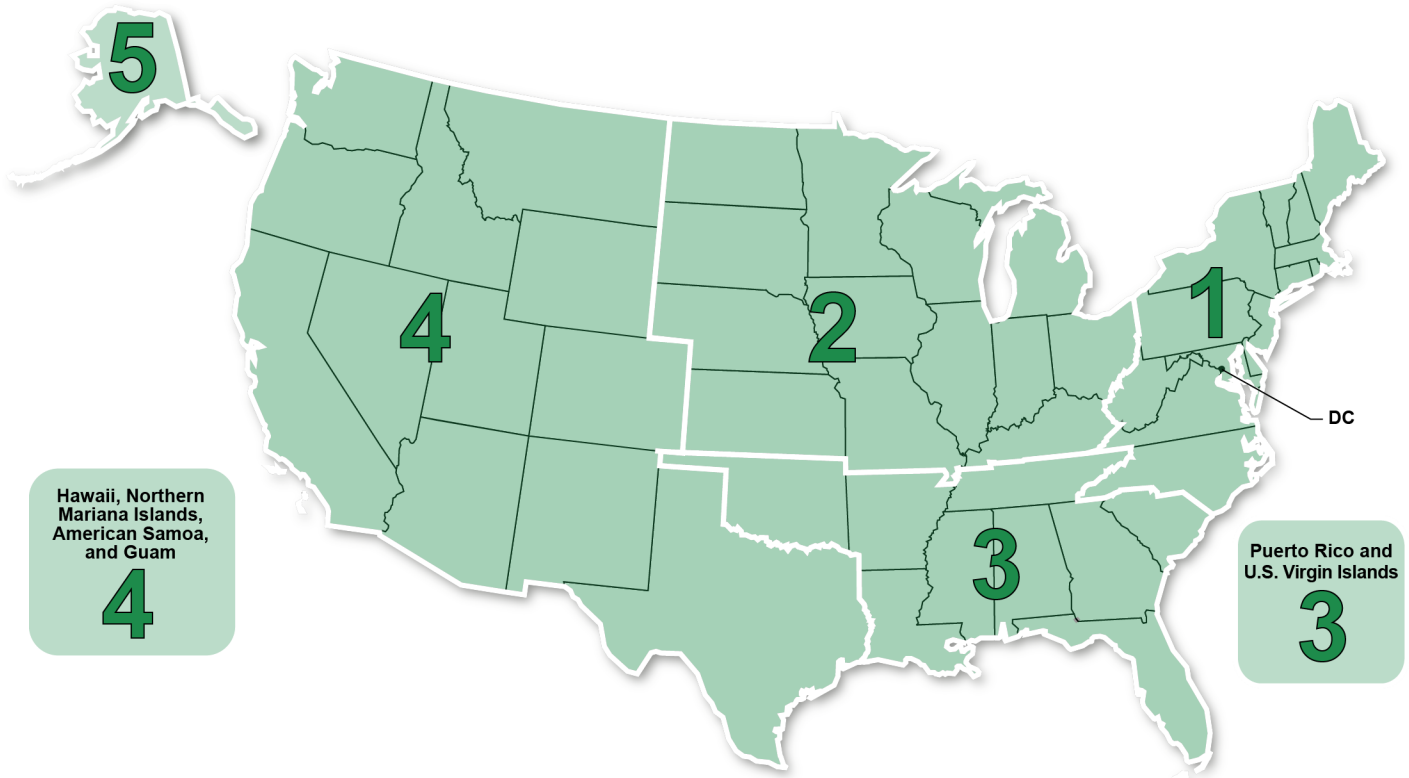 5
4
2
1
DC
3
Hawaii, Northern
Mariana Islands,
American Samoa,
and Guam
4
Puerto Rico and
U.S. Virgin Islands
3